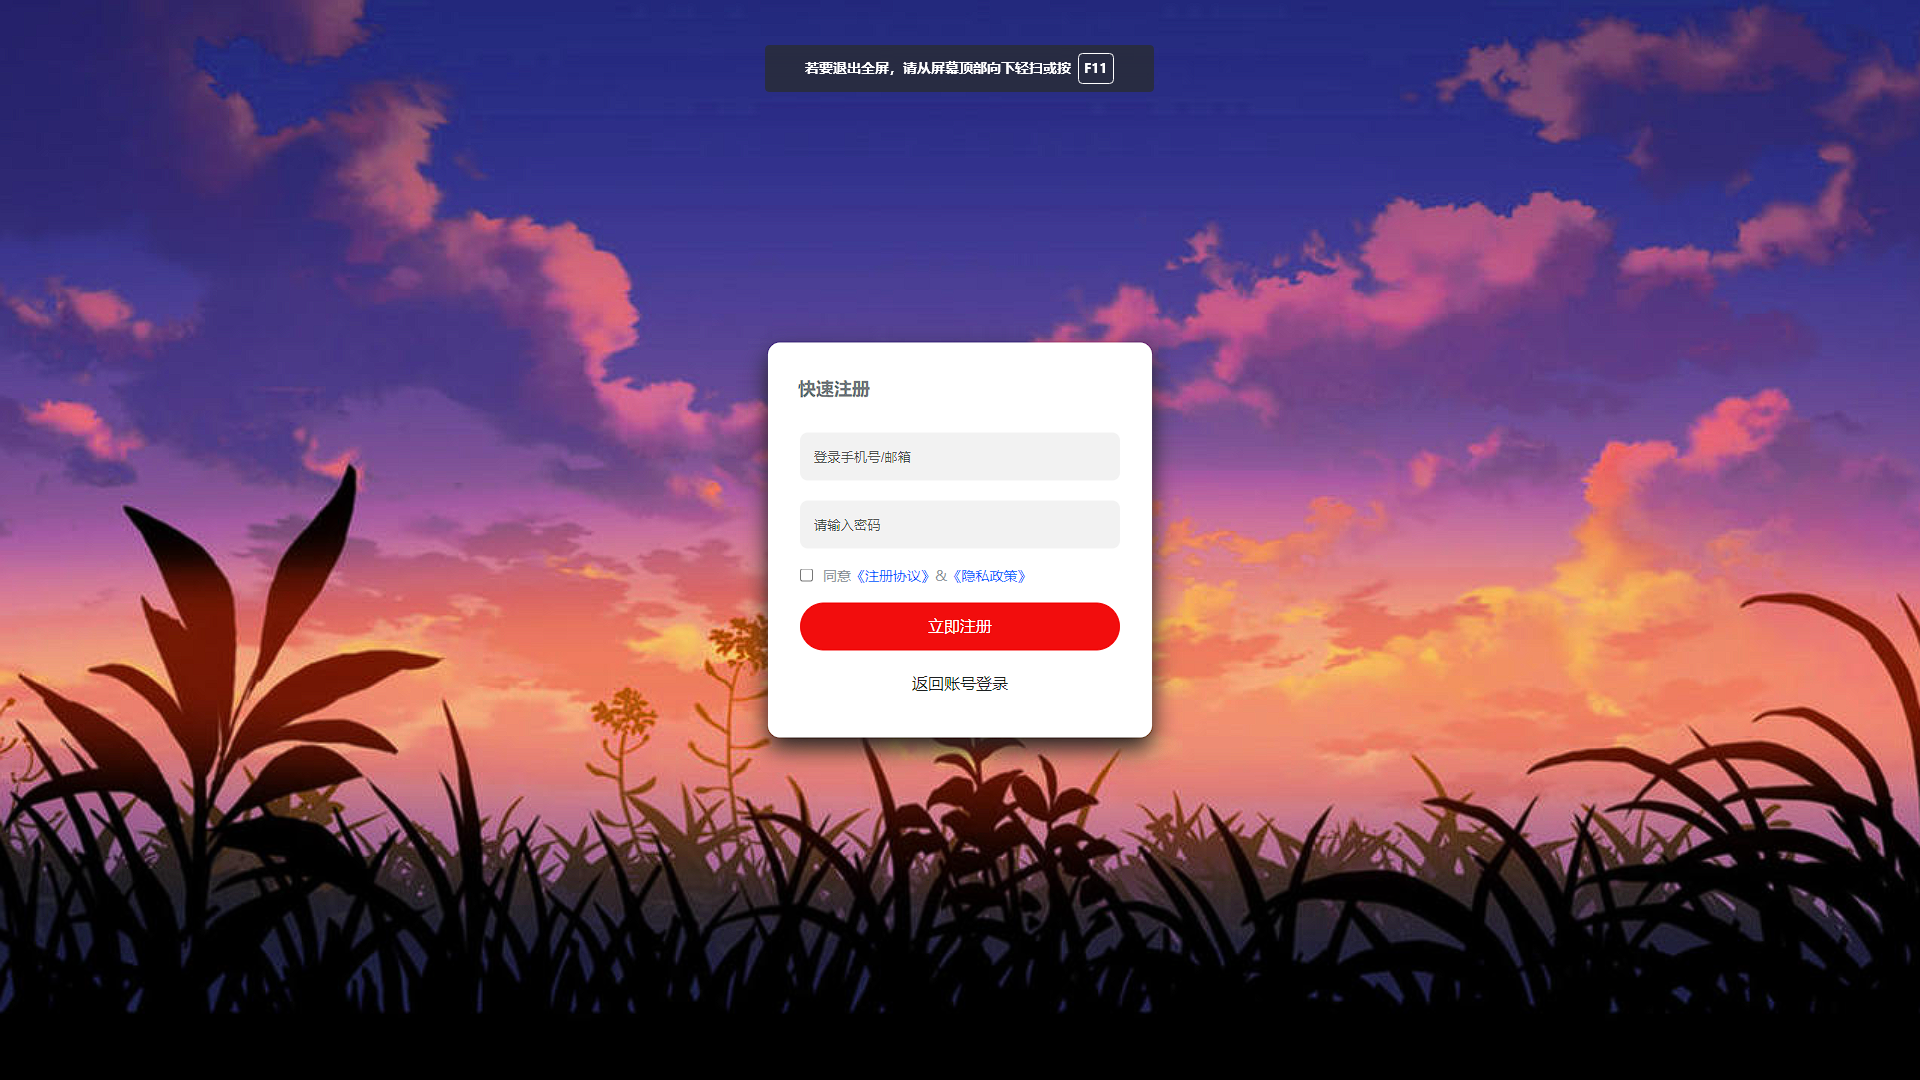 若要退出全屏，请从屏幕顶部向下轻扫或按 F11
快速注册
登录手机号/邮箱
请输入密码
同意《注册协议》&《隐私政策》
立即注册
返回账号登录